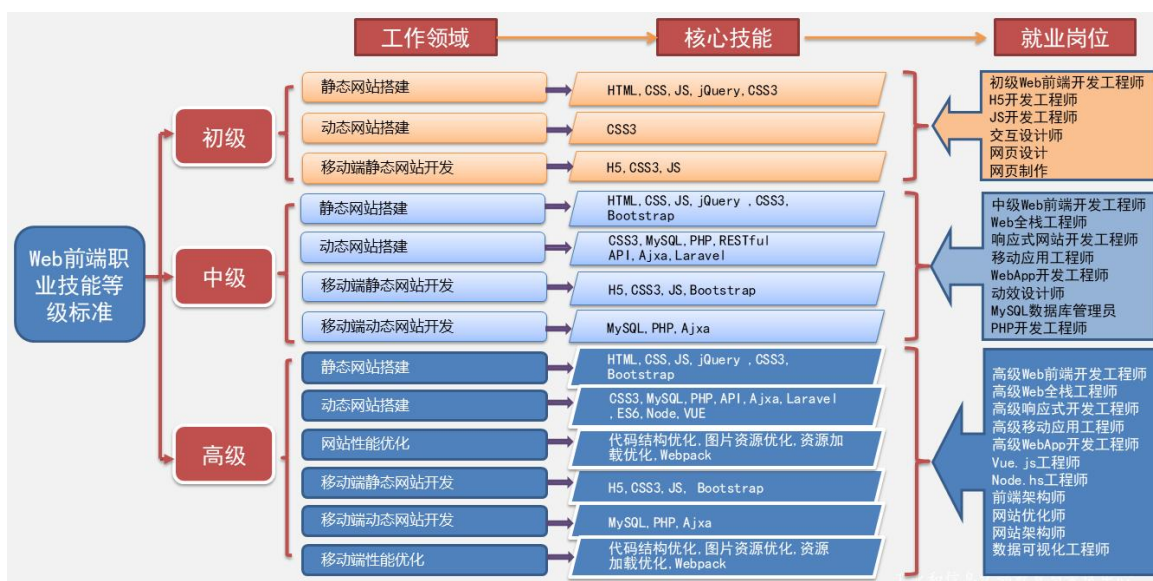 工作领域
核心技能
就业岗位
Web前端职
业技能等
级标准
初级
静态网站搭建
HTML,CSS,JS,jQuery,CSS3
动态网站搭建
CSS3
移动端静态网站开发
H5,CSS3,JS
初级Web前端开发工程师
H5开发工程师
JS开发工程师
交互设计师
网页设计
网页制作
中级
静态网站搭建
HTML,CSS,JS,jQuery ,CSS3,
Bootstrap
动态网站搭建
CSS3,MySQL,PHP,RESTful
API,Ajxa,Laravel
移动端静态网站开发
H5,CSS3,JS,Bootstrap
移动端动态网站开发
MySQL,PHP,Ajxa
中级Web前端开发工程师
Web全栈工程师
响应式网站开发工程师
移动应用工程师
WebApp开发工程师
动效设计师
MySQL数据库管理员
PHP开发工程师
高级
静态网站搭建
HTML,CSS,JS,jQuery ,CSS3,
Bootstrap
动态网站搭建
CSS3,MySQL,PHP,API,Ajxa,Laravel
,ES6,Node,VUE
网站性能优化
代码结构优化,图片资源优化,资源加
载优化,Webpack
移动端静态网站开发
H5,CSS3,JS, Bootstrap
移动端动态网站开发
MySQL,PHP,Ajxa
移动端性能优化
代码结构优化,图片资源优化,资源
加载优化,Webpack
高级Web前端开发工程师
高级Web全栈工程师
高级响应式开发工程师
高级移动应用工程师
高级WebApp开发工程师
Vue.js工程师
Node.hs工程师
前端架构师
网站优化师
网站架构师
数据可视化工程师